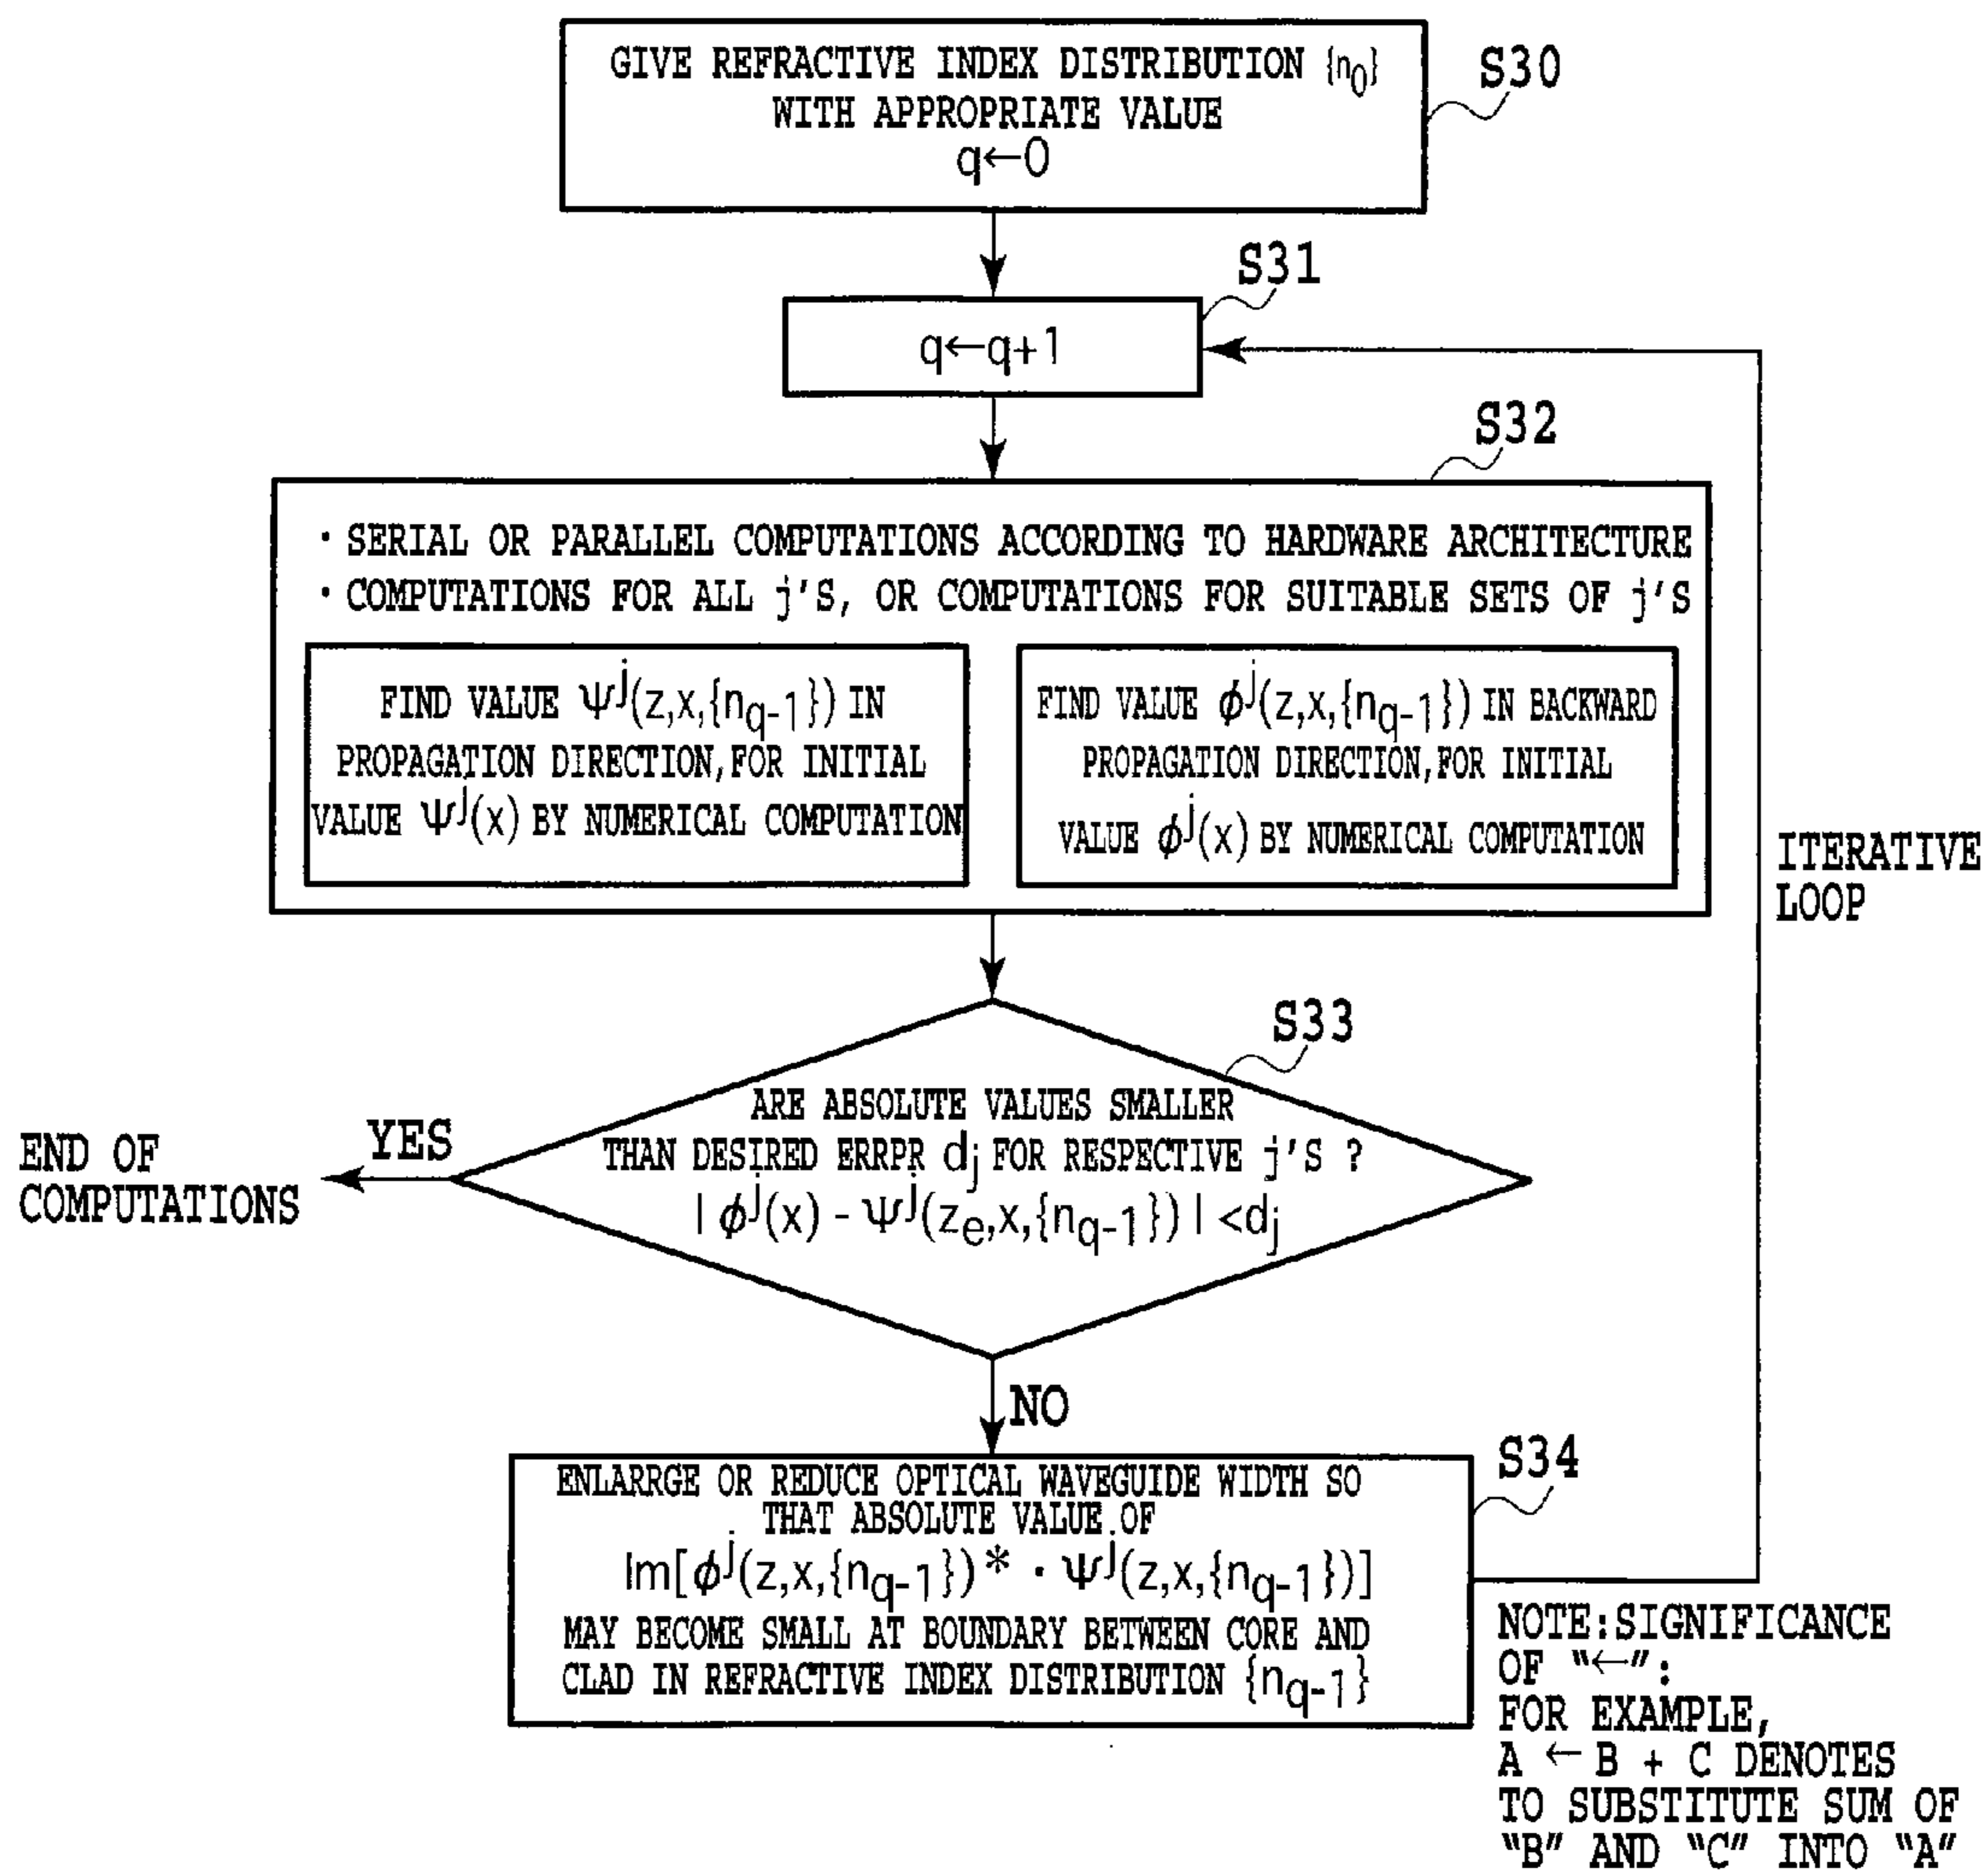 GIVE REFRACTIVE INDEX DISTRIBUTION {n₀}
WITH APPROPRIATE VALUE
q←0
S30
S31
q←q+1
S32
· SERIAL OR PARALLEL COMPUTATIONS ACCORDING TO HARDWARE ARCHITECTURE
· COMPUTATIONS FOR ALL j'S, OR COMPUTATIONS FOR SUITABLE SETS OF j'S
FIND VALUE Ψʲ(z,x,{n_{q-1}}) IN
PROPAGATION DIRECTION,FOR INITIAL
VALUE Ψʲ(x) BY NUMERICAL COMPUTATION
FIND VALUE ϕʲ(z,x,{n_{q-1}}) IN BACKWARD
PROPAGATION DIRECTION,FOR INITIAL
VALUE ϕʲ(x) BY NUMERICAL COMPUTATION
ITERATIVE
LOOP
S33
ARE ABSOLUTE VALUES SMALLER
THAN DESIRED ERRPR dⱼ FOR RESPECTIVE j'S ?
| ϕʲ(x) - Ψʲ(zₑ,x,{n_{q-1}}) | <dⱼ
YES
END OF
COMPUTATIONS
NO
S34
ENLARRGE OR REDUCE OPTICAL WAVEGUIDE WIDTH SO
THAT ABSOLUTE VALUE OF
Im[ϕʲ(z,x,{n_{q-1}})* · Ψʲ(z,x,{n_{q-1}})]
MAY BECOME SMALL AT BOUNDARY BETWEEN CORE AND
CLAD IN REFRACTIVE INDEX DISTRIBUTION {n_{q-1}}
NOTE:SIGNIFICANCE
OF "←":
FOR EXAMPLE,
A ← B + C DENOTES
TO SUBSTITUTE SUM OF
"B" AND "C" INTO "A"